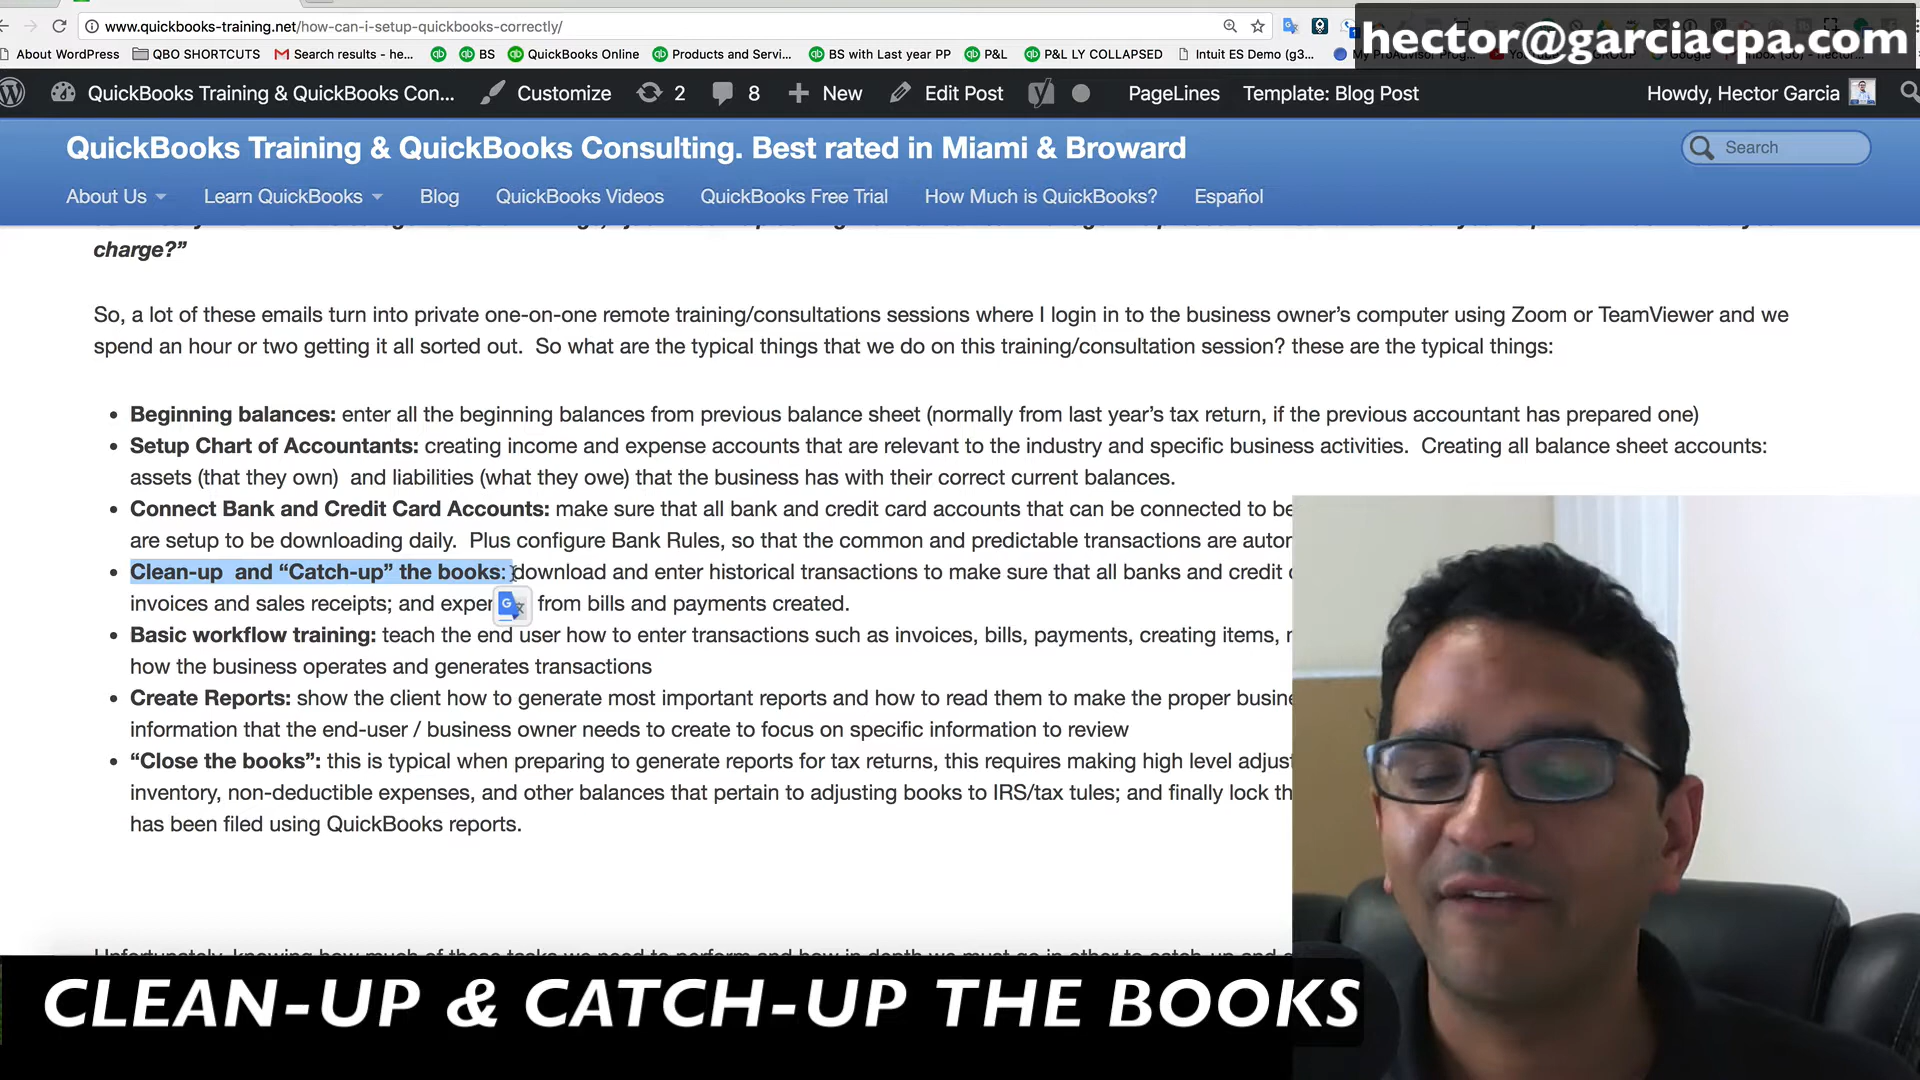 www.quickbooks-training.net/how-can-i-setup-quickbooks-correctly/
hector@garciacpa.com
About WordPress QBO SHORTCUTS Search results - he... BS QuickBooks Online Products and Servi... BS with Last year PP P&L P&L LY COLLAPSED Intuit ES Demo (g3...
QuickBooks Training & QuickBooks Con... Customize 2 8 New Edit Post PageLines Template: Blog Post Howdy, Hector Garcia
QuickBooks Training & QuickBooks Consulting. Best rated in Miami & Broward
Search
About Us Learn QuickBooks Blog QuickBooks Videos QuickBooks Free Trial How Much is QuickBooks? Español
charge?”
So, a lot of these emails turn into private one-on-one remote training/consultations sessions where I login in to the business owner’s computer using Zoom or TeamViewer and we
spend an hour or two getting it all sorted out. So what are the typical things that we do on this training/consultation session? these are the typical things:
• Beginning balances: enter all the beginning balances from previous balance sheet (normally from last year’s tax return, if the previous accountant has prepared one)
• Setup Chart of Accountants: creating income and expense accounts that are relevant to the industry and specific business activities. Creating all balance sheet accounts:
assets (that they own) and liabilities (what they owe) that the business has with their correct current balances.
• Connect Bank and Credit Card Accounts: make sure that all bank and credit card accounts that can be connected to be
are setup to be downloading daily. Plus configure Bank Rules, so that the common and predictable transactions are
• Clean-up and “Catch-up” the books: download and enter historical transactions to make sure that all banks and credit
invoices and sales receipts; and from bills and payments created.
• Basic workflow training: teach the end user how to enter transactions such as invoices, bills, payments, creating items,
how the business operates and generates transactions
• Create Reports: show the client how to generate most important reports and how to read them to make the proper
information that the end-user / business owner needs to create to focus on specific information to review
• “Close the books”: this is typical when preparing to generate reports for tax returns, this requires making high level
inventory, non-deductible expenses, and other balances that pertain to adjusting books to IRS/tax tules; and finally lock
has been filed using QuickBooks reports.
CLEAN-UP & CATCH-UP THE BOOKS